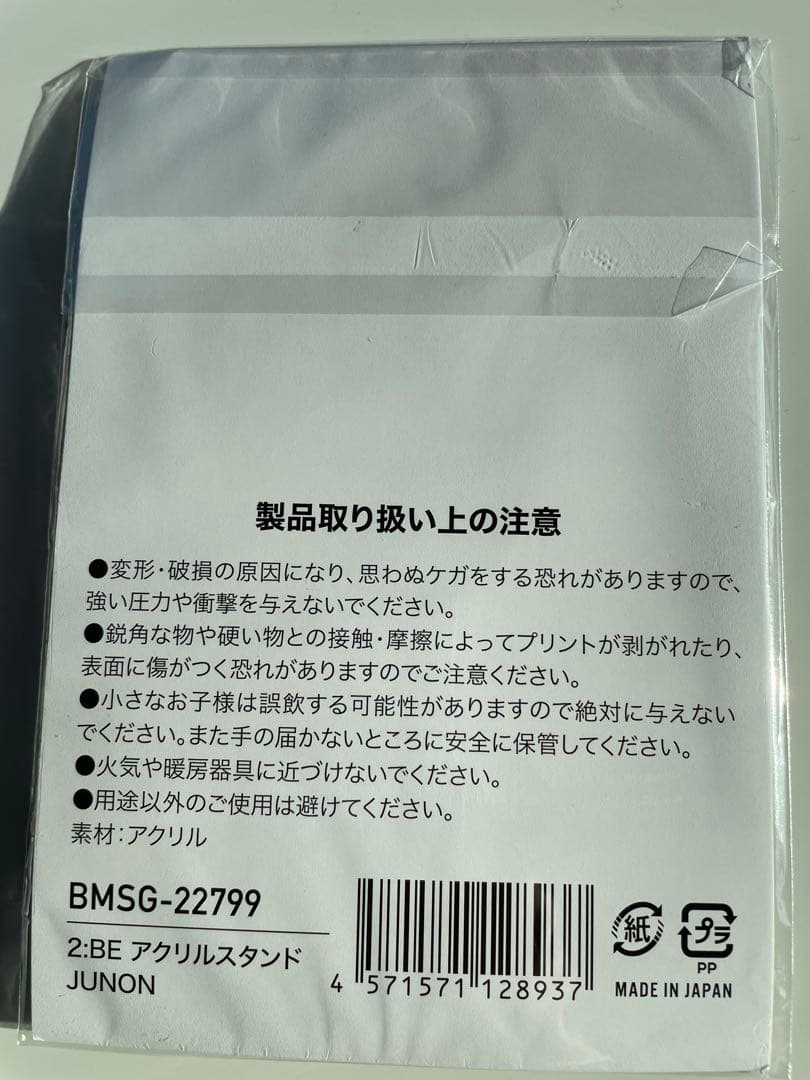 製品取り扱い上の注意
●変形・破損の原因になり、思わぬケガをする恐れがありますので、
強い圧力や衝撃を与えないでください。
●鋭角な物や硬い物との接触・摩擦によってプリントが剥がれたり、
表面に傷がつく恐れがありますのでご注意ください。
●小さなお子様は誤飲する可能性がありますので絶対に与えない
でください。また手の届かないところに安全に保管してください。
●火気や暖房器具に近づけないでください。
●用途以外のご使用は避けてください。
素材:アクリル
BMSG-22799
2:BE アクリルスタンド
JUNON
4 571571 128937
紙
プラ
PP
MADE IN JAPAN